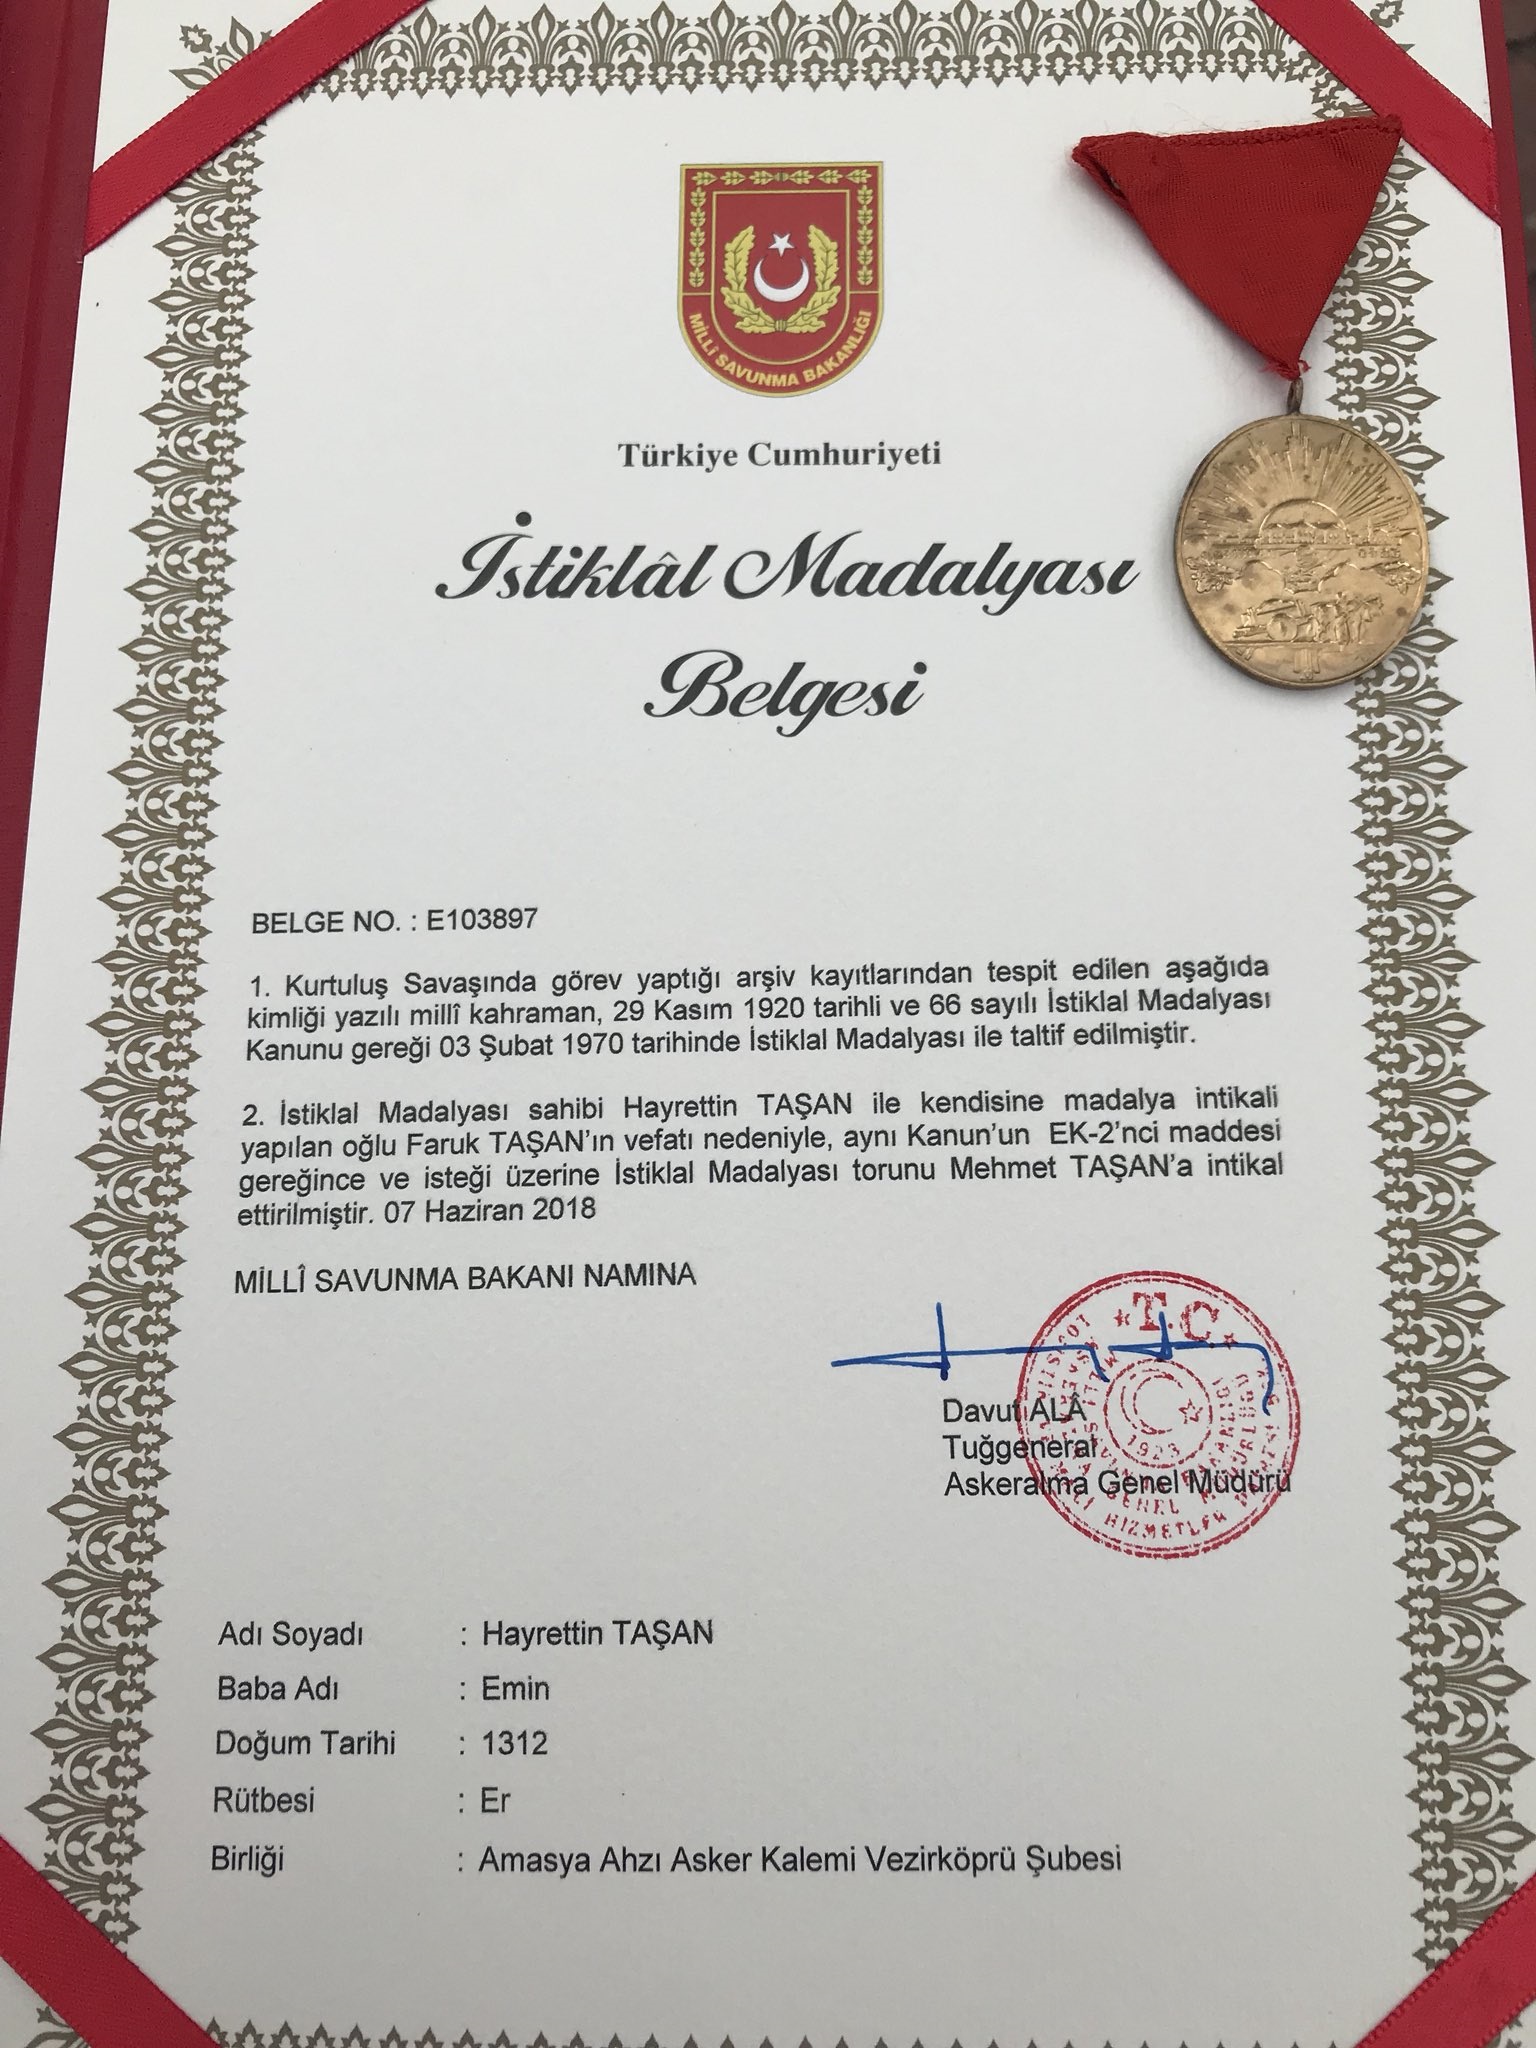 MİLLİ SAVUNMA BAKANLIĞI
Türkiye Cumhuriyeti
İstiklâl Madalyası
Belgesi
BELGE NO. : E103897
1. Kurtuluş Savaşında görev yaptığı arşiv kayıtlarından tespit edilen aşağıda
kimliği yazılı millî kahraman, 29 Kasım 1920 tarihli ve 66 sayılı İstiklal Madalyası
Kanunu gereği 03 Şubat 1970 tarihinde İstiklal Madalyası ile taltif edilmiştir.
2. İstiklal Madalyası sahibi Hayrettin TAŞAN ile kendisine madalya intikali
yapılan oğlu Faruk TAŞAN’ın vefatı nedeniyle, aynı Kanun’un EK-2’nci maddesi
gereğince ve isteği üzerine İstiklal Madalyası torunu Mehmet TAŞAN’a intikal
ettirilmiştir. 07 Haziran 2018
MİLLÎ SAVUNMA BAKANI NAMINA
T.C.
1923
Davut ALÂ
Tuğgeneral
Askeralma Genel Müdürü
Adı Soyadı : Hayrettin TAŞAN
Baba Adı : Emin
Doğum Tarihi : 1312
Rütbesi : Er
Birliği : Amasya Ahzı Asker Kalemi Vezirköprü Şubesi